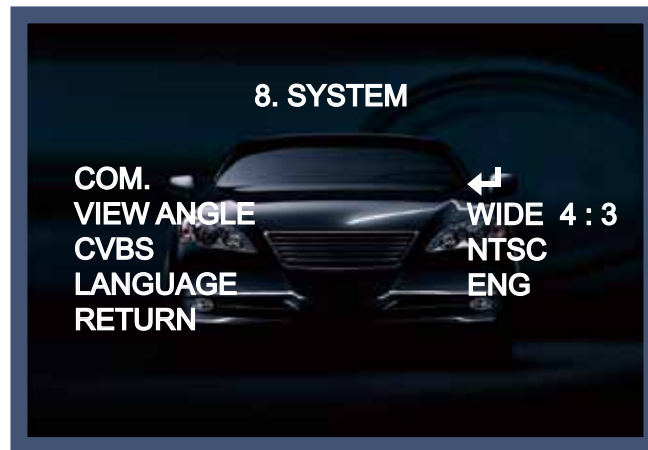 8. SYSTEM
COM. ↵
VIEW ANGLE WIDE 4 : 3
CVBS NTSC
LANGUAGE ENG
RETURN